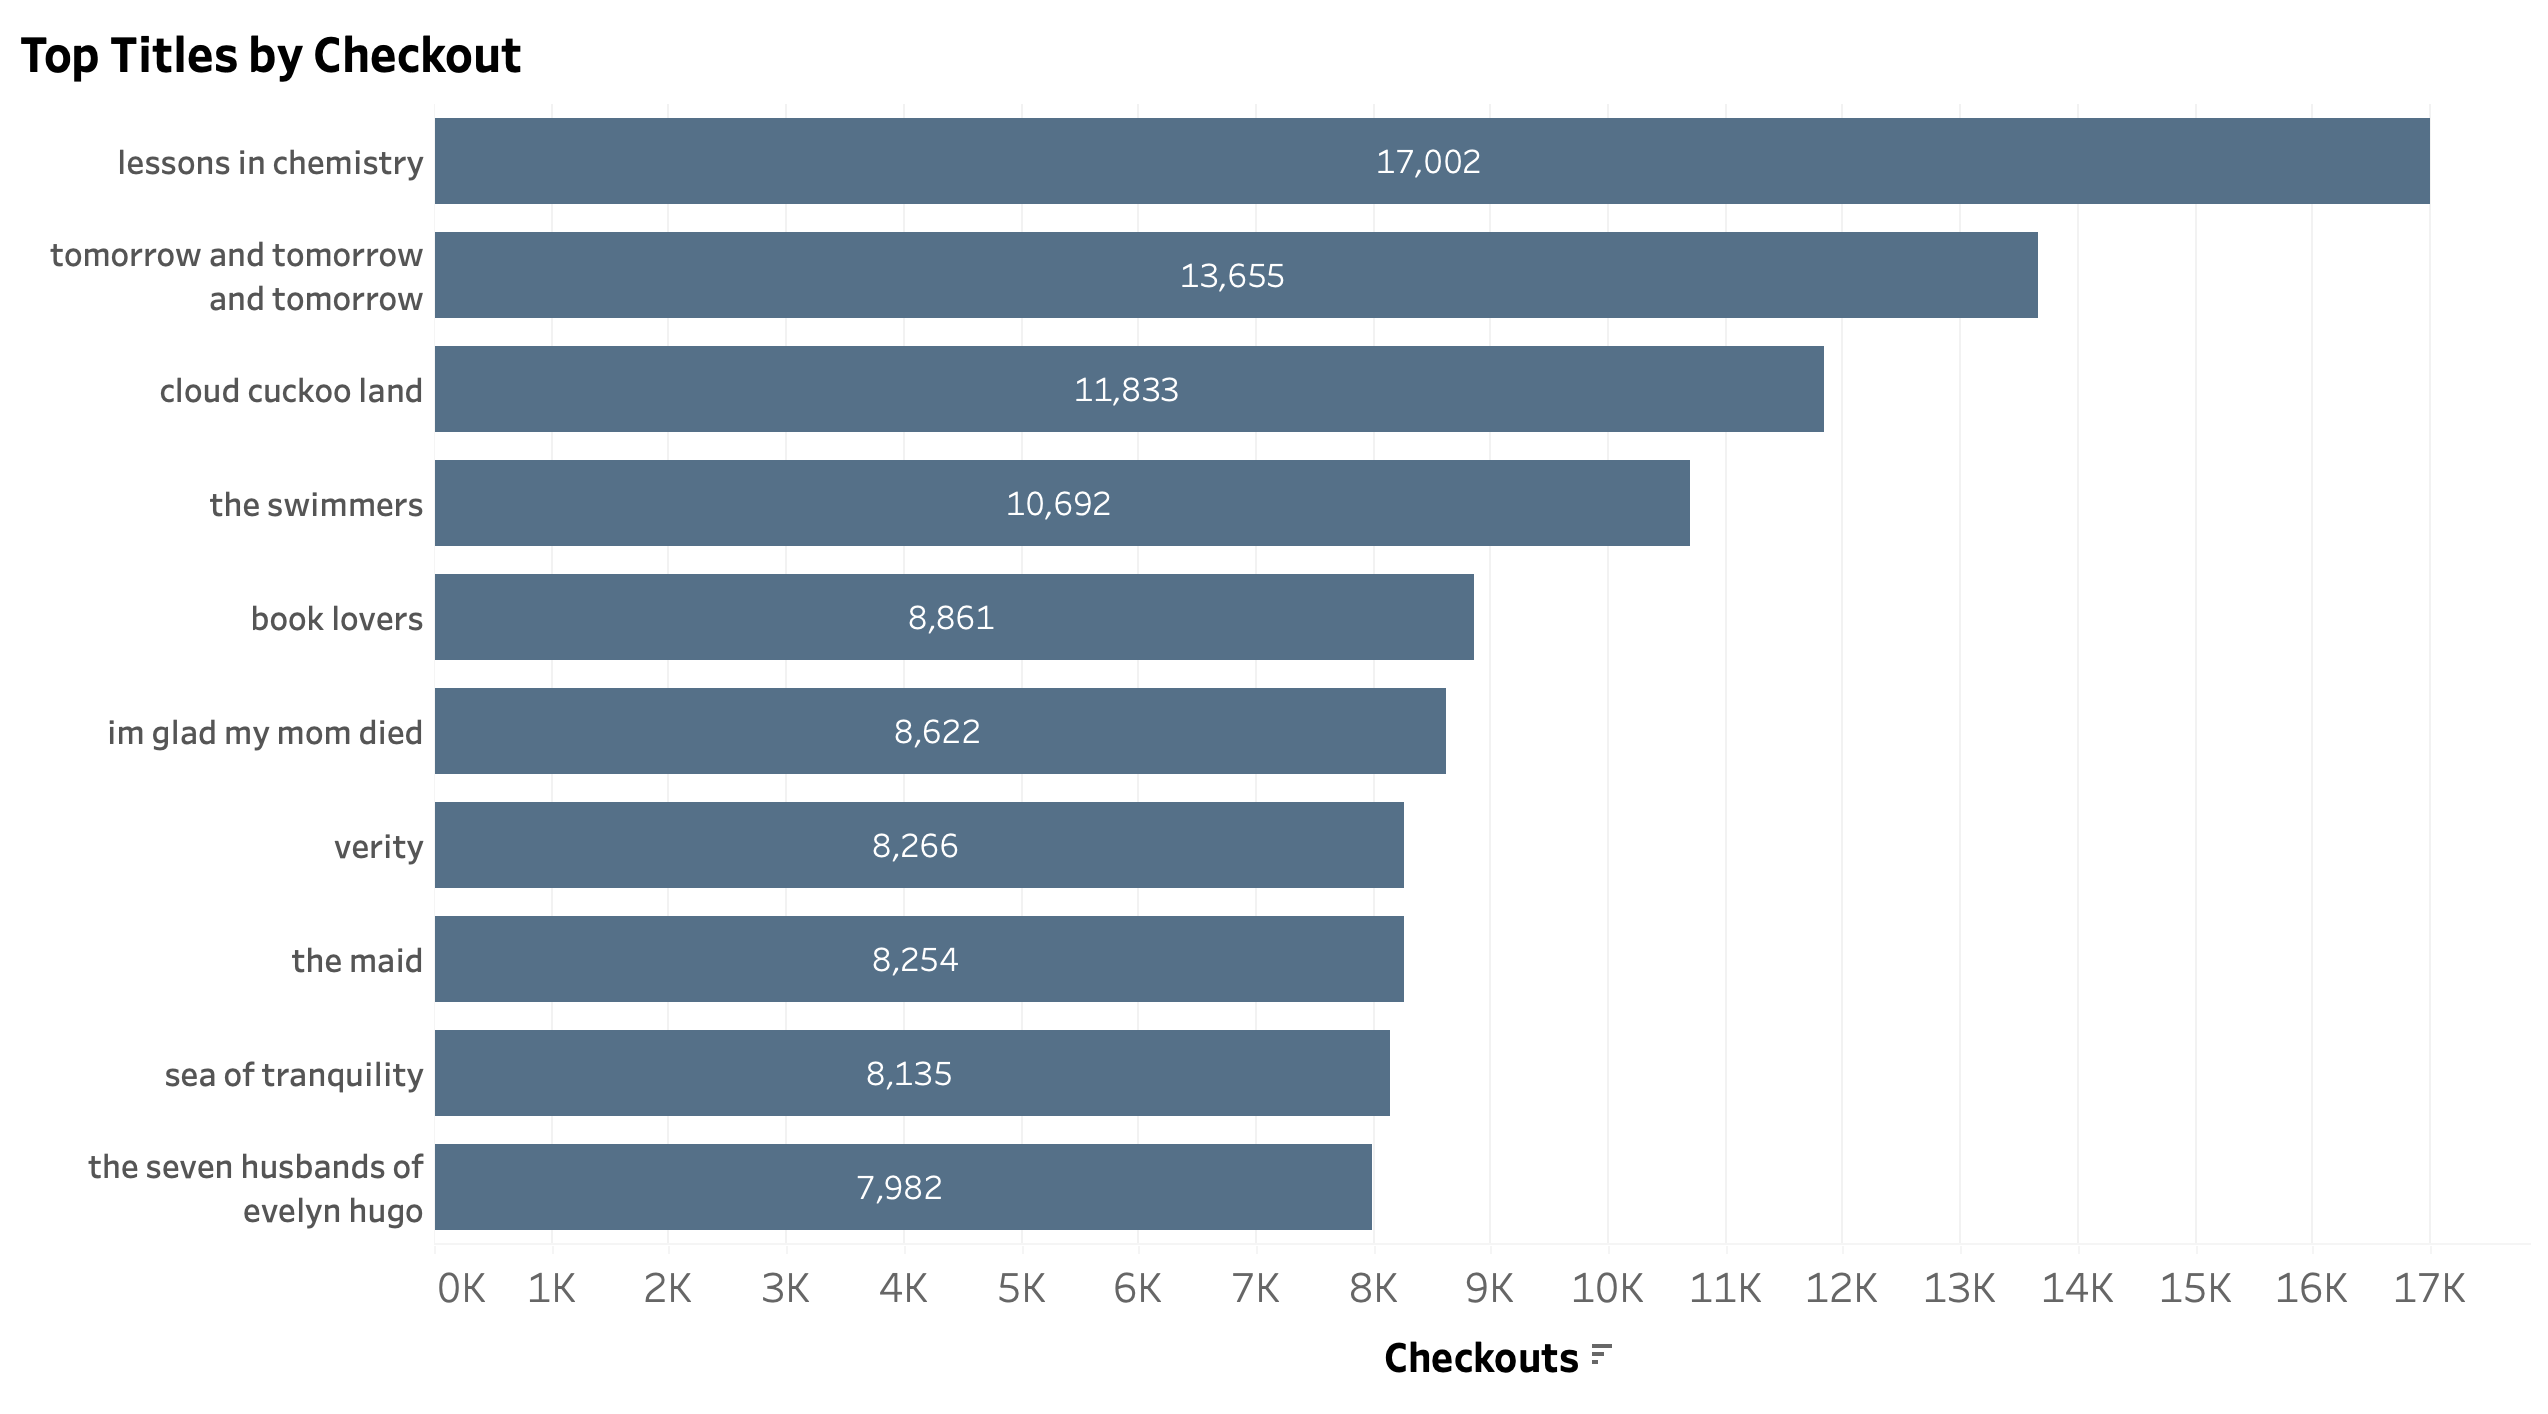 Top Titles by Checkout
lessons in chemistry
17,002
tomorrow and tomorrow
and tomorrow
13,655
cloud cuckoo land
11,833
the swimmers
10,692
book lovers
8,861
im glad my mom died
8,622
verity
8,266
the maid
8,254
sea of tranquility
8,135
the seven husbands of
evelyn hugo
7,982
0K 1K 2K 3K 4K 5K 6K 7K 8K 9K 10K 11K 12K 13K 14K 15K 16K 17K
Checkouts